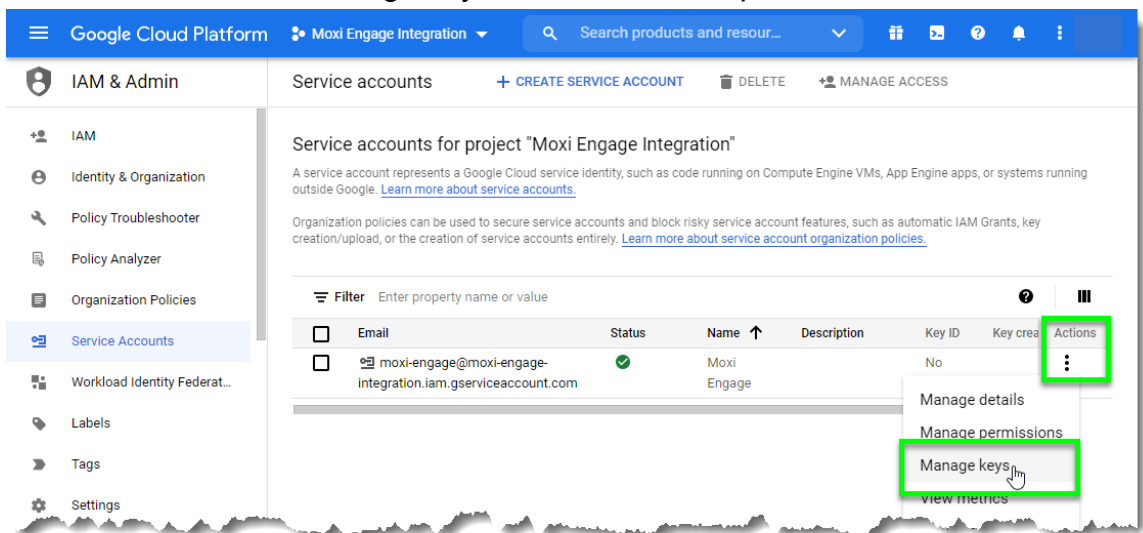 Google Cloud Platform
Moxi Engage Integration
Search products and resour...
IAM & Admin
Service accounts
+ CREATE SERVICE ACCOUNT
DELETE
MANAGE ACCESS
IAM
Identity & Organization
Policy Troubleshooter
Policy Analyzer
Organization Policies
Service Accounts
Workload Identity Federat...
Labels
Tags
Settings
Service accounts for project "Moxi Engage Integration"
A service account represents a Google Cloud service identity, such as code running on Compute Engine VMs, App Engine apps, or systems running
outside Google. Learn more about service accounts.
Organization policies can be used to secure service accounts and block risky service account features, such as automatic IAM Grants, key
creation/upload, or the creation of service accounts entirely. Learn more about service account organization policies.
Filter Enter property name or value
Email Status Name Description Key ID Key crea Actions
moxi-engage@moxi-engage- Moxi No
integration.iam.gserviceaccount.com Engage
Manage details
Manage permissions
Manage keys
View metrics